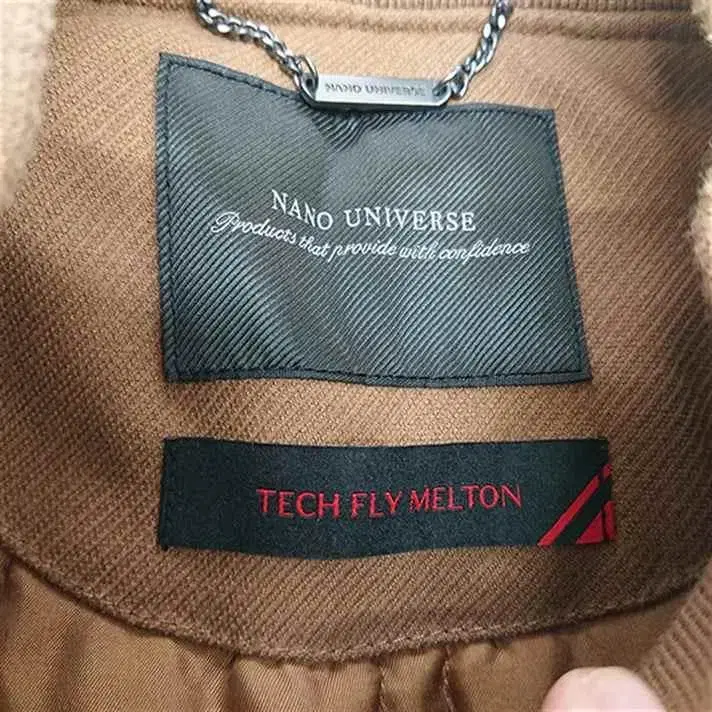 NANO UNIVERSE
NANO UNIVERSE
Products that provide with confidence
TECH FLY MELTON